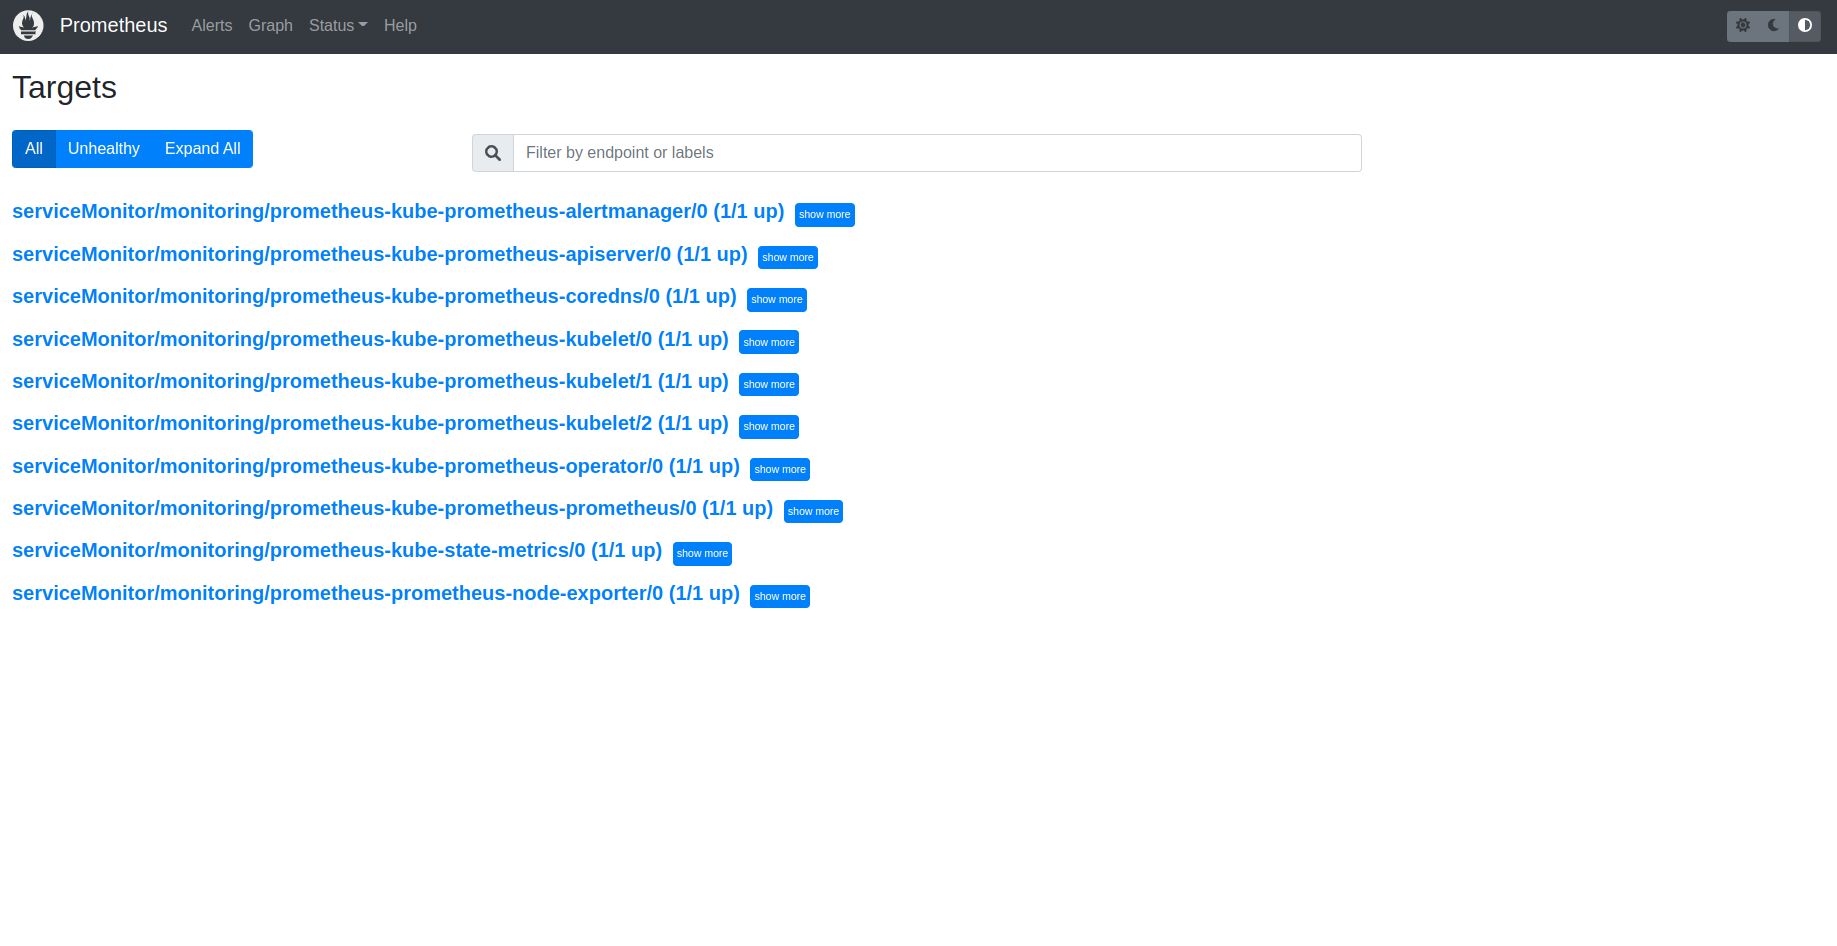 Prometheus Alerts Graph Status Help
Targets
All Unhealthy Expand All
Filter by endpoint or labels
serviceMonitor/monitoring/prometheus-kube-prometheus-alertmanager/0 (1/1 up) show more
serviceMonitor/monitoring/prometheus-kube-prometheus-apiserver/0 (1/1 up) show more
serviceMonitor/monitoring/prometheus-kube-prometheus-coredns/0 (1/1 up) show more
serviceMonitor/monitoring/prometheus-kube-prometheus-kubelet/0 (1/1 up) show more
serviceMonitor/monitoring/prometheus-kube-prometheus-kubelet/1 (1/1 up) show more
serviceMonitor/monitoring/prometheus-kube-prometheus-kubelet/2 (1/1 up) show more
serviceMonitor/monitoring/prometheus-kube-prometheus-operator/0 (1/1 up) show more
serviceMonitor/monitoring/prometheus-kube-prometheus-prometheus/0 (1/1 up) show more
serviceMonitor/monitoring/prometheus-kube-state-metrics/0 (1/1 up) show more
serviceMonitor/monitoring/prometheus-prometheus-node-exporter/0 (1/1 up) show more